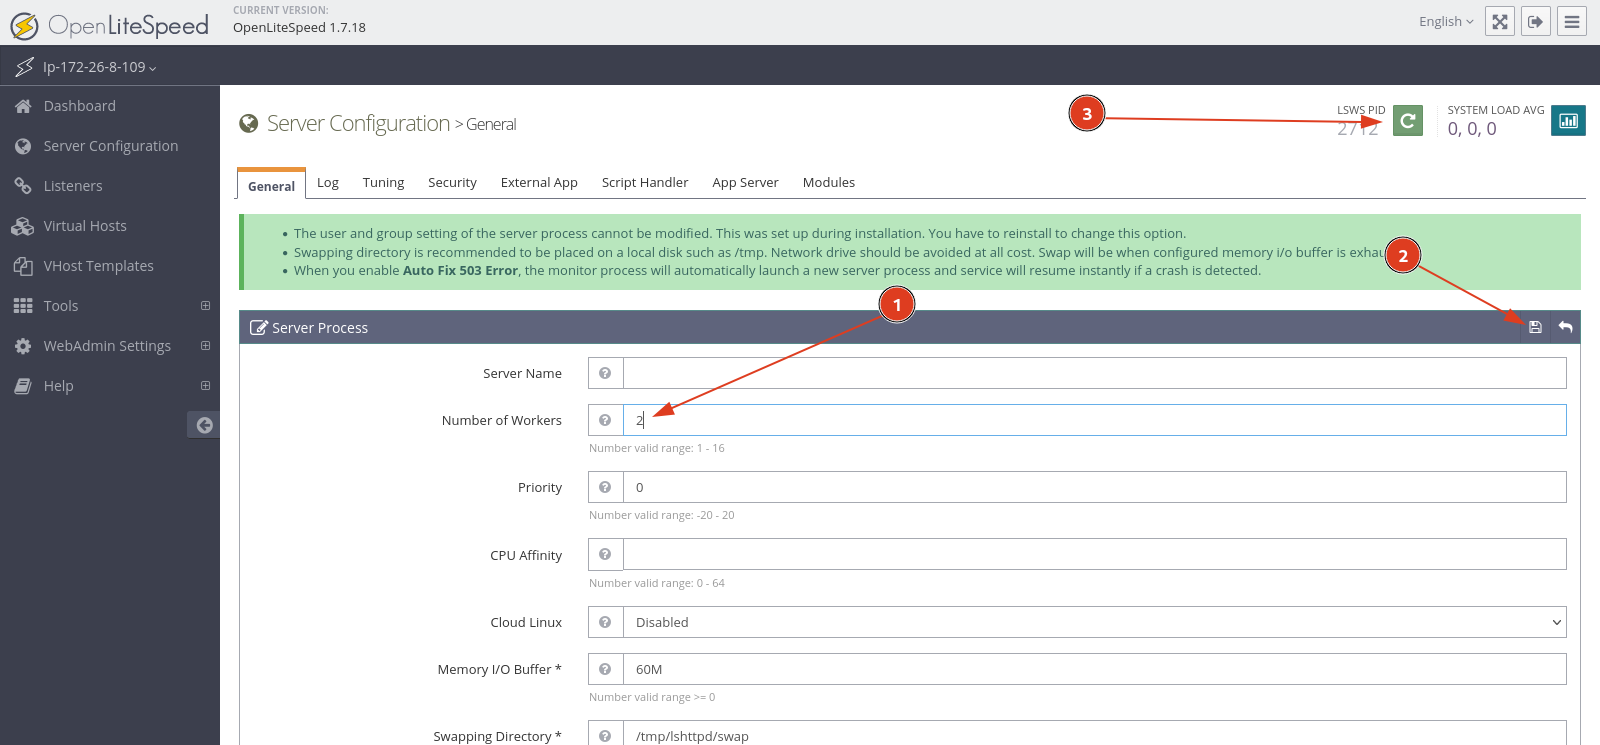 OpenLiteSpeed
CURRENT VERSION:
OpenLiteSpeed 1.7.18
English
Ip-172-26-8-109
Dashboard
Server Configuration
Listeners
Virtual Hosts
VHost Templates
Tools
WebAdmin Settings
Help
Server Configuration > General
3
LSWS PID
2712
SYSTEM LOAD AVG
0, 0, 0
General Log Tuning Security External App Script Handler App Server Modules
The user and group setting of the server process cannot be modified. This was set up during installation. You have to reinstall to change this option.
Swapping directory is recommended to be placed on a local disk such as /tmp. Network drive should be avoided at all cost. Swap will be when configured memory i/o buffer is
When you enable Auto Fix 503 Error, the monitor process will automatically launch a new server process and service will resume instantly if a crash is detected.
2
1
Server Process
Server Name ?
Number of Workers ? 2
Number valid range: 1 - 16
Priority ? 0
Number valid range: -20 - 20
CPU Affinity ?
Number valid range: 0 - 64
Cloud Linux ? Disabled
Memory I/O Buffer * ? 60M
Number valid range >= 0
Swapping Directory * ? /tmp/lshttpd/swap